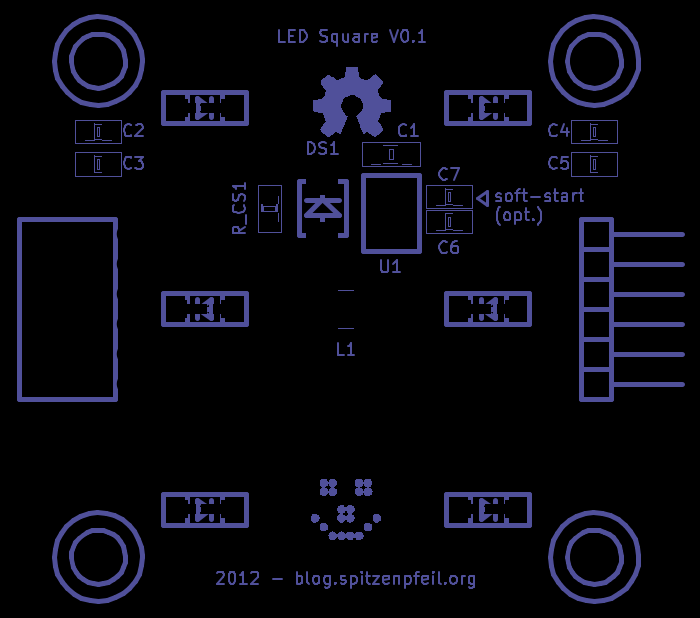 LED Square V0.1
C1
C2
C4
DS1
C3
C5
C7
R_CS1
soft-start
(opt.)
C6
U1
L1
2012 - blog.spitzenpfeil.org